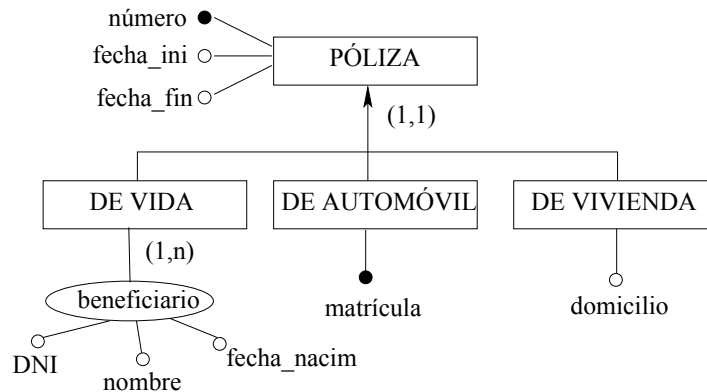 número
fecha_ini
PÓLIZA
fecha_fin
(1,1)
DE VIDA
DE AUTOMÓVIL
DE VIVIENDA
(1,n)
beneficiario
matrícula
domicilio
DNI
nombre
fecha_nacim